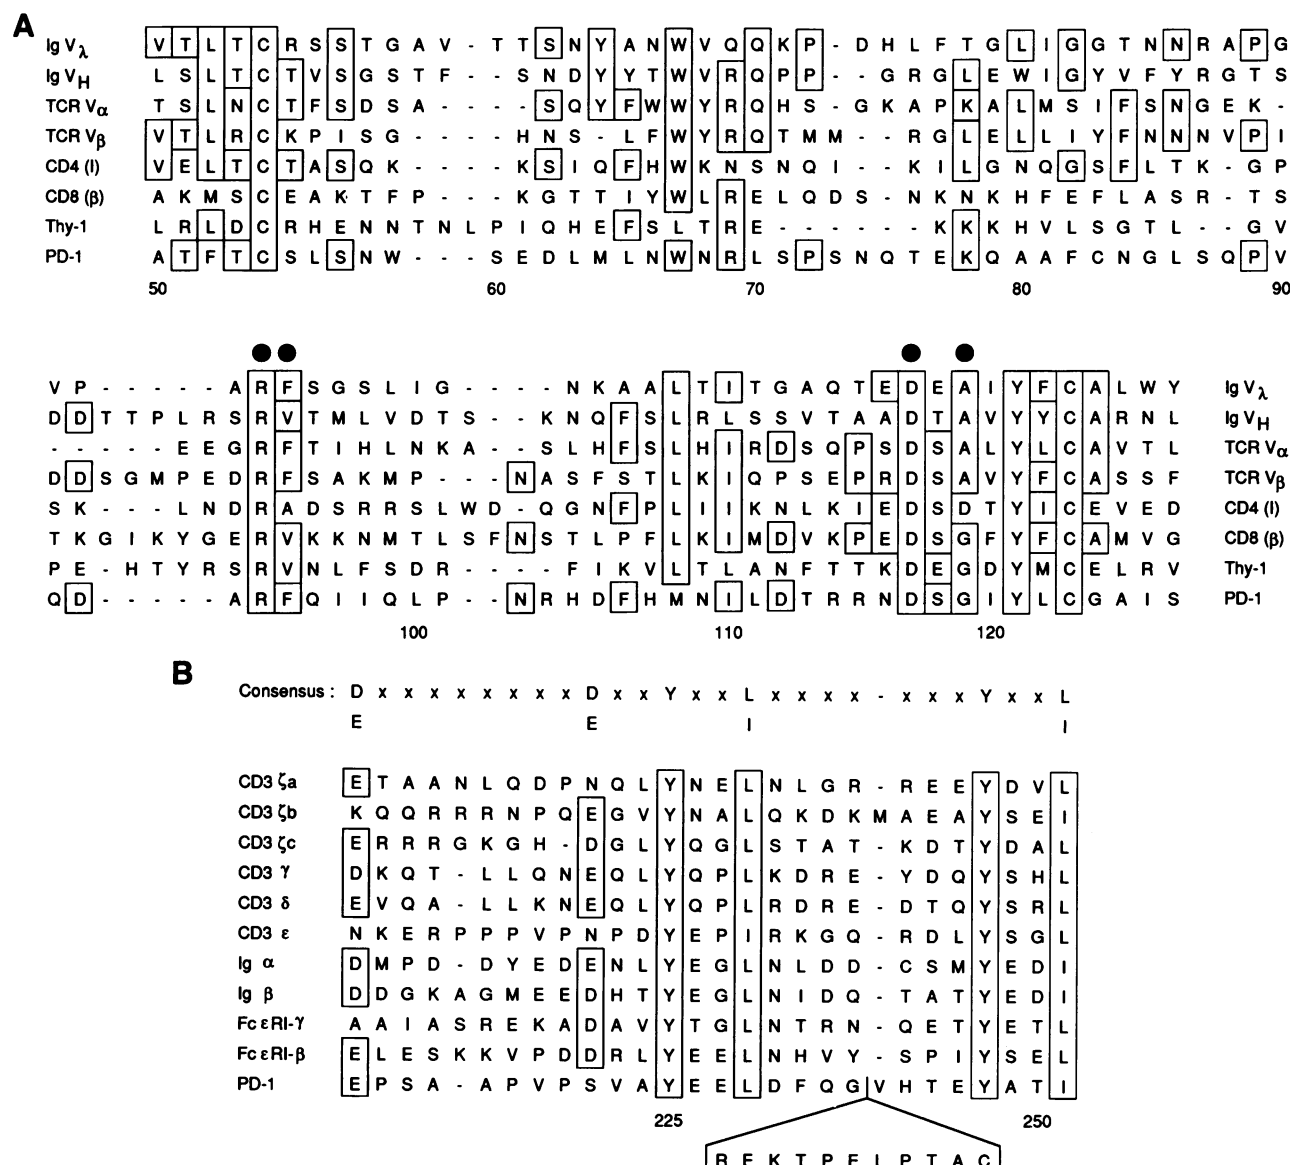 A
Ig Vλ V T L T C R S S T G A V - T T S N Y A N W V Q Q K P - D H L F T G L I G G T N N R A P G
Ig VH L S L T C T V S G S T F - - S N D Y Y T W V R Q P P - - G R G L E W I G Y V F Y R G T S
TCR Vα T S L N C T F S D S A - - - - S Q Y F W W Y R Q H S - G K A P K A L M S I F S N G E K -
TCR Vβ V T L R C K P I S G - - - - H N S - L F W Y R Q T M M - - R G L E L L I Y F N N N V P I
CD4 (I) V E L T C T A S Q K - - - - K S I Q F H W K N S N Q I - - K I L G N Q G S F L T K - G P
CD8 (β) A K M S C E A K T F P - - - K G T T I Y W L R E L Q D S - N K N K H F E F L A S R - T S
Thy-1 L R L D C R H E N N T N L P I Q H E F S L T R E - - - - - - K K K H V L S G T L - - G V
PD-1 A T F T C S L S N W - - - S E D L M L N W N R L S P S N Q T E K Q A A F C N G L S Q P V
50 60 70 80 90
● ● ● ●
V P - - - - - A R F S G S L I G - - - - N K A A L T I T G A Q T E D E A I Y F C A L W Y Ig Vλ
D D T T P L R S R V T M L V D T S - - K N Q F S L R L S S V T A A D T A V Y Y C A R N L Ig VH
- - - - - E E G R F T I H L N K A - - S L H F S L H I R D S Q P S D S A L Y L C A V T L TCR Vα
D D S G M P E D R F S A K M P - - - N A S F S T L K I Q P S E P R D S A V Y F C A S S F TCR Vβ
S K - - - L N D R A D S R R S L W D - Q G N F P L I I K N L K I E D S D T Y I C E V E D CD4 (I)
T K G I K Y G E R V K K N M T L S F N S T L P F L K I M D V K P E D S G F Y F C A M V G CD8 (β)
P E - H T Y R S R V N L F S D R - - - - F I K V L T L A N F T T K D E G D Y M C E L R V Thy-1
Q D - - - - - A R F Q I I Q L P - - N R H D F H M N I L D T R R N D S G I Y L C G A I S PD-1
100 110 120
B
Consensus : D x x x x x x x x D x x Y x x L x x x x - x x x Y x x L
E E I I
CD3 ζa E T A A N L Q D P N Q L Y N E L N L G R - R E E Y D V L
CD3 ζb K Q Q R R R N P Q E G V Y N A L Q K D K M A E A Y S E I
CD3 ζc E R R R G K G H - D G L Y Q G L S T A T - K D T Y D A L
CD3 γ D K Q T - L L Q N E Q L Y Q P L K D R E - Y D Q Y S H L
CD3 δ E V Q A - L L K N E Q L Y Q P L R D R E - D T Q Y S R L
CD3 ε N K E R P P P V P N P D Y E P I R K G Q - R D L Y S G L
Ig α D M P D - D Y E D E N L Y E G L N L D D - C S M Y E D I
Ig β D D G K A G M E E D H T Y E G L N I D Q - T A T Y E D I
Fc εRI-γ A A I A S R E K A D A V Y T G L N T R N - Q E T Y E T L
Fc εRI-β E L E S K K V P D D R L Y E E L N H V Y - S P I Y S E L
PD-1 E P S A - A P V P S V A Y E E L D F Q G V H T E Y A T I
225 250
R E K T P E I P T A C